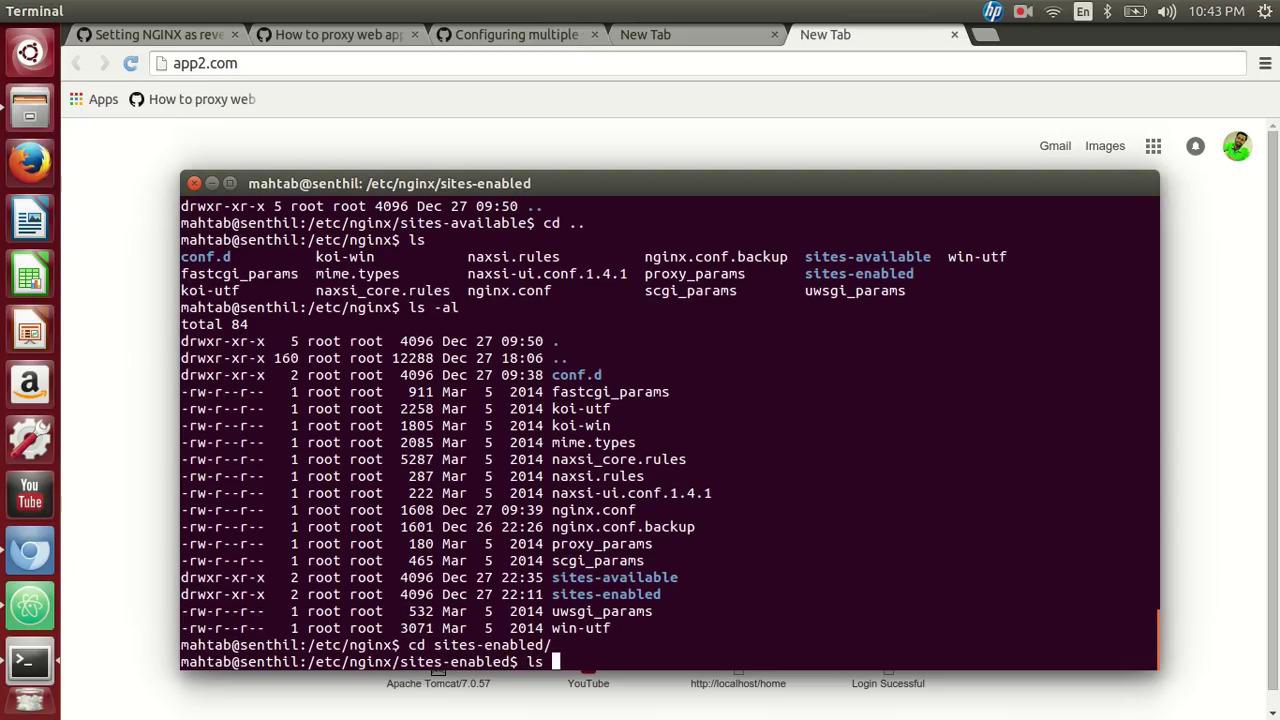 Terminal
En
10:43 PM
Setting NGINX as reve
How to proxy web app
Configuring multiple
New Tab
New Tab
app2.com
Apps
How to proxy web
Gmail
Images
mahtab@senthil: /etc/nginx/sites-enabled
drwxr-xr-x 5 root root 4096 Dec 27 09:50 ..
mahtab@senthil:/etc/nginx/sites-available$ cd ..
mahtab@senthil:/etc/nginx$ ls
conf.d koi-win naxsi.rules nginx.conf.backup sites-available win-utf
fastcgi_params mime.types naxsi-ui.conf.1.4.1 proxy_params sites-enabled
koi-utf naxsi_core.rules nginx.conf scgi_params uwsgi_params
mahtab@senthil:/etc/nginx$ ls -al
total 84
drwxr-xr-x 5 root root 4096 Dec 27 09:50 .
drwxr-xr-x 160 root root 12288 Dec 27 18:06 ..
drwxr-xr-x 2 root root 4096 Dec 27 09:38 conf.d
-rw-r--r-- 1 root root 911 Mar 5 2014 fastcgi_params
-rw-r--r-- 1 root root 2258 Mar 5 2014 koi-utf
-rw-r--r-- 1 root root 1805 Mar 5 2014 koi-win
-rw-r--r-- 1 root root 2085 Mar 5 2014 mime.types
-rw-r--r-- 1 root root 5287 Mar 5 2014 naxsi_core.rules
-rw-r--r-- 1 root root 287 Mar 5 2014 naxsi.rules
-rw-r--r-- 1 root root 222 Mar 5 2014 naxsi-ui.conf.1.4.1
-rw-r--r-- 1 root root 1608 Dec 27 09:39 nginx.conf
-rw-r--r-- 1 root root 1601 Dec 26 22:26 nginx.conf.backup
-rw-r--r-- 1 root root 180 Mar 5 2014 proxy_params
-rw-r--r-- 1 root root 465 Mar 5 2014 scgi_params
drwxr-xr-x 2 root root 4096 Dec 27 22:35 sites-available
drwxr-xr-x 2 root root 4096 Dec 27 22:11 sites-enabled
-rw-r--r-- 1 root root 532 Mar 5 2014 uwsgi_params
-rw-r--r-- 1 root root 3071 Mar 5 2014 win-utf
mahtab@senthil:/etc/nginx$ cd sites-enabled/
mahtab@senthil:/etc/nginx/sites-enabled$ ls
Apache Tomcat/7.0.57
YouTube
http://localhost/home
Login Sucessful
You
Tube